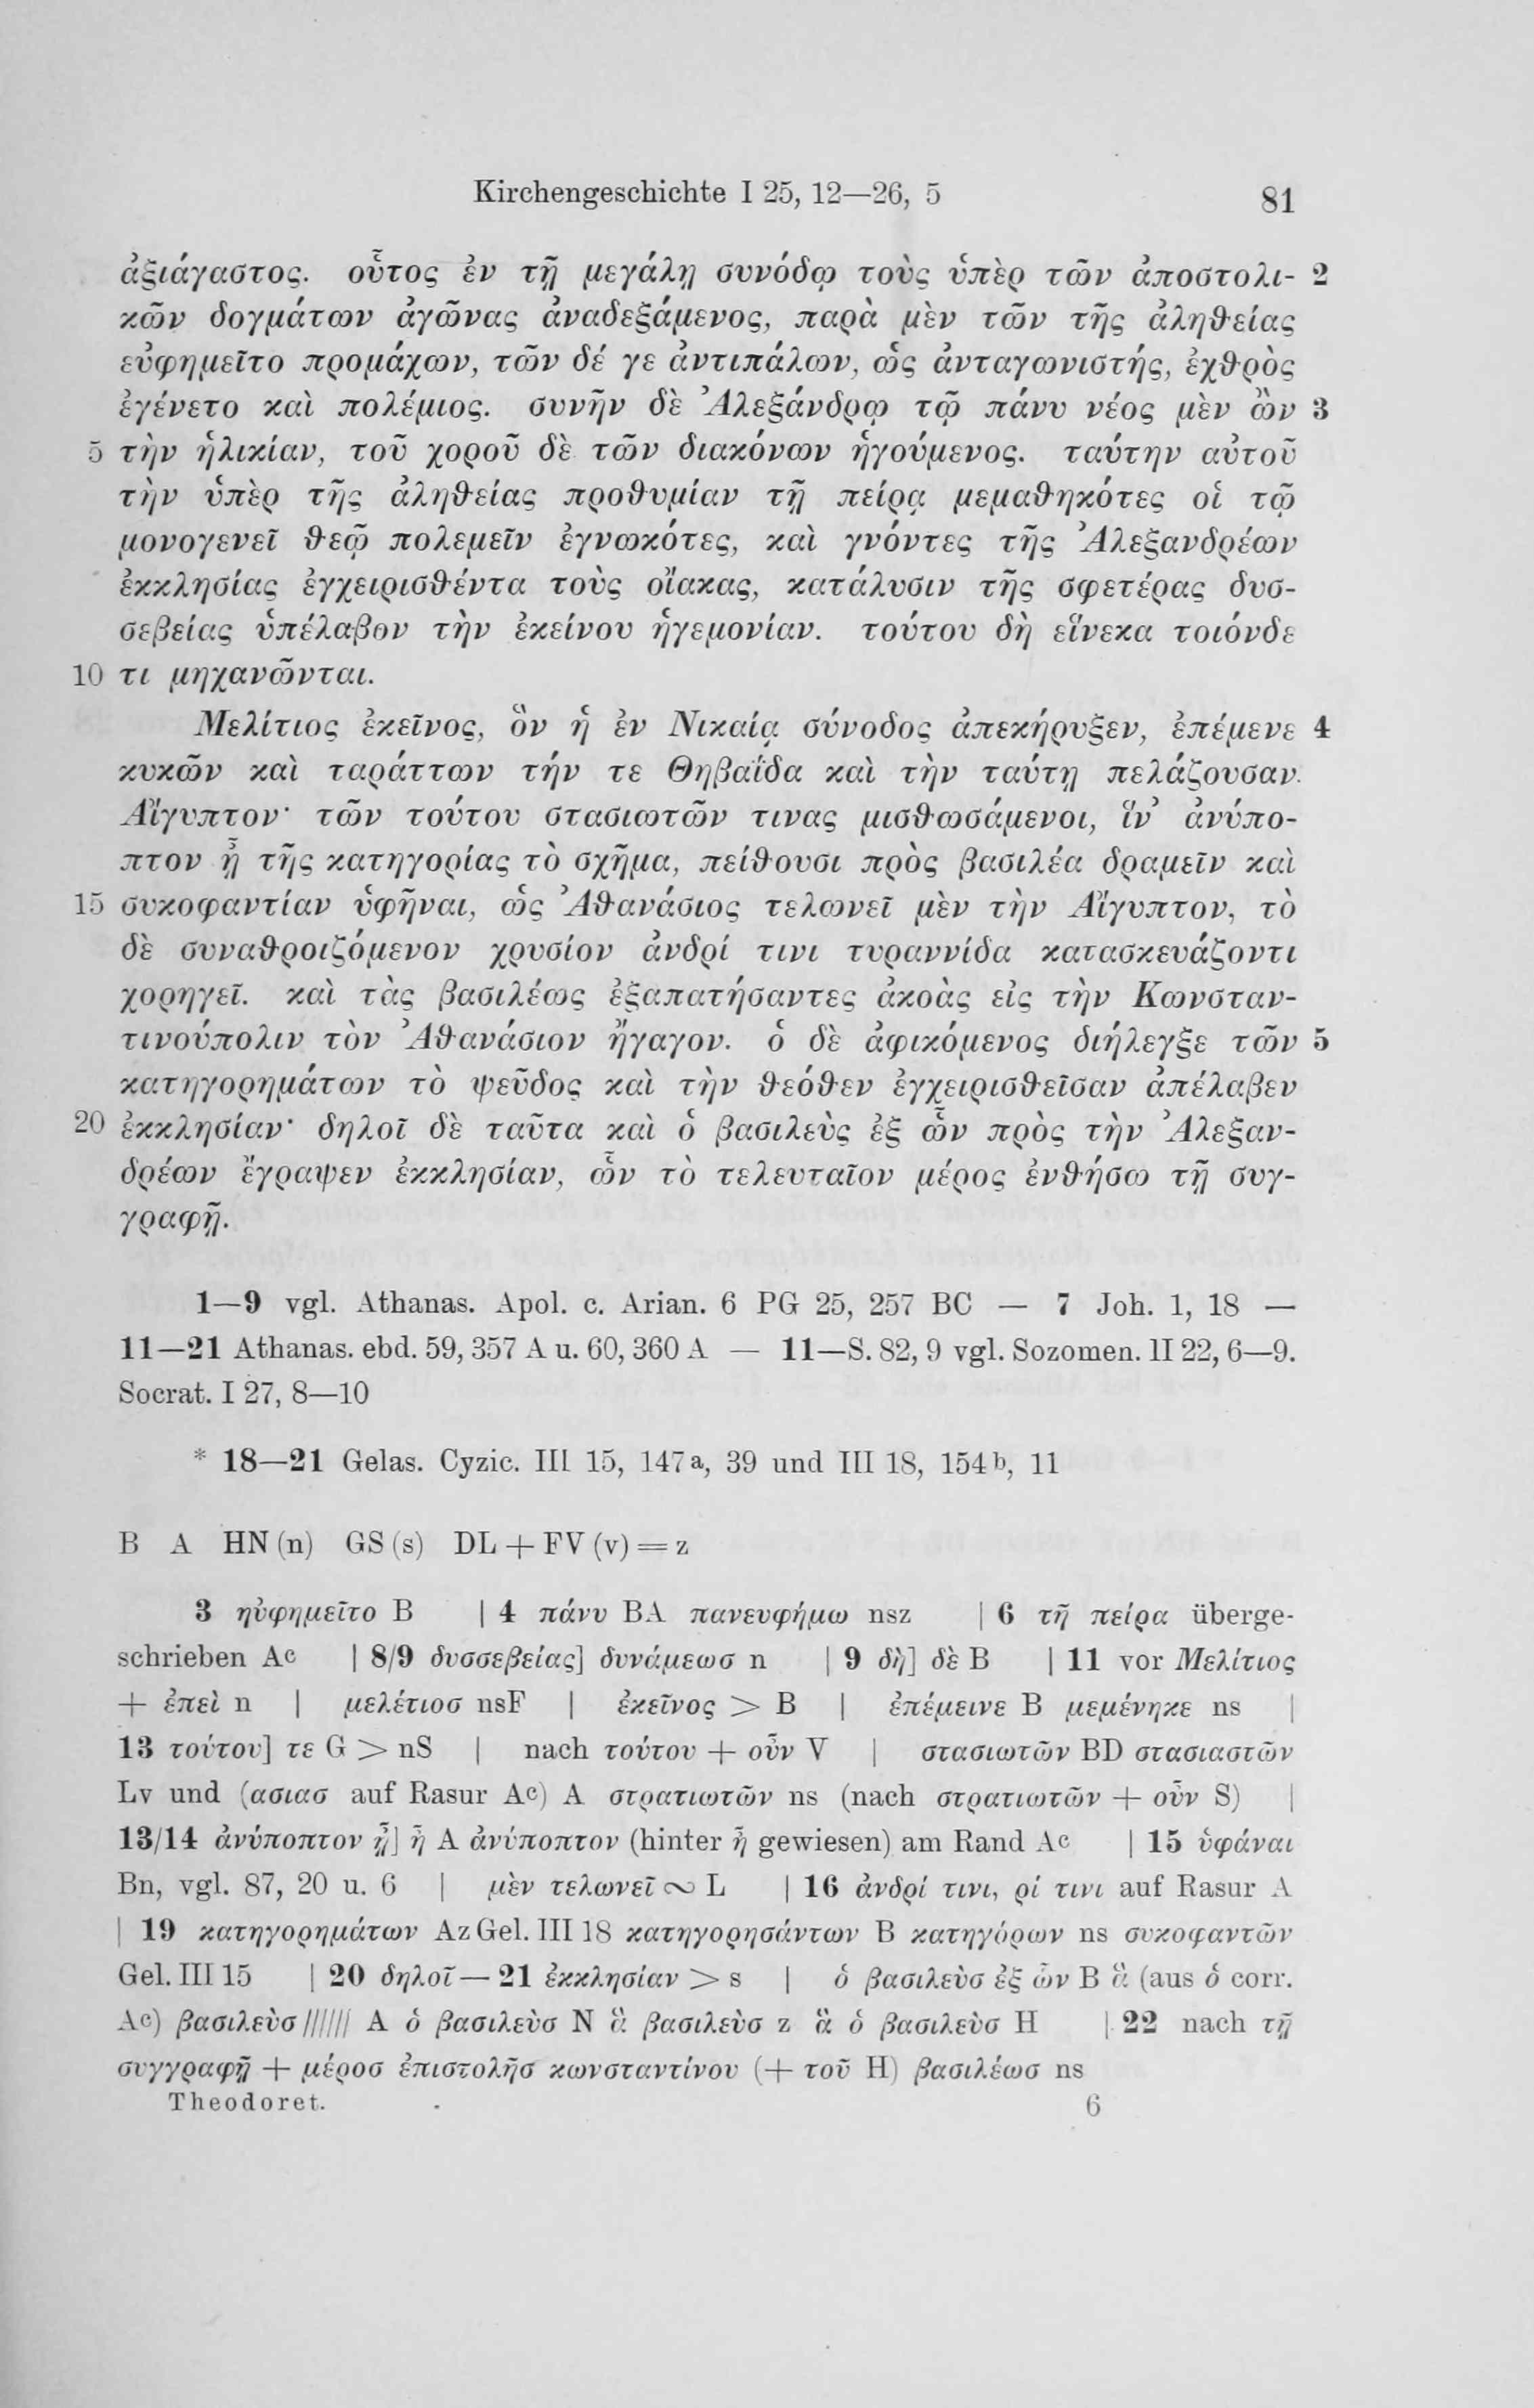 Kirchengeschichte I 25, 12—26, 5 81
ἀξιάγαστος. οὗτος ἐν τῇ μεγάλῃ συνόδῳ τοὺς ὑπὲρ τῶν ἀποστολι- 2
κῶν δογμάτων ἀγῶνας ἀναδεξάμενος, παρὰ μὲν τῶν τῆς ἀληθείας
εὐφημεῖτο προμάχων, τῶν δέ γε ἀντιπάλων, ὡς ἀνταγωνιστής, ἐχθρὸς
ἐγένετο καὶ πολέμιος. συνῆν δὲ Ἀλεξάνδρῳ τῷ πάνυ νέος μὲν ὢν 3
5 τὴν ἡλικίαν, τοῦ χοροῦ δὲ τῶν διακόνων ἡγούμενος. ταύτην αὐτοῦ
τὴν ὑπὲρ τῆς ἀληθείας προθυμίαν τῇ πείρᾳ μεμαθηκότες οἱ τῷ
μονογενεῖ θεῷ πολεμεῖν ἐγνωκότες, καὶ γνόντες τῆς Ἀλεξανδρέων
ἐκκλησίας ἐγχειρισθέντα τοὺς οἴακας, κατάλυσιν τῆς σφετέρας δυσ-
σεβείας ὑπέλαβον τὴν ἐκείνου ἡγεμονίαν. τούτου δὴ εἵνεκα τοιόνδε
10 τι μηχανῶνται.
Μελίτιος ἐκεῖνος, ὃν ἡ ἐν Νικαίᾳ σύνοδος ἀπεκήρυξεν, ἐπέμενε 4
κυκῶν καὶ ταράττων τήν τε Θηβαΐδα καὶ τὴν ταύτῃ πελάζουσαν
Αἴγυπτον· τῶν τούτου στασιωτῶν τινας μισθωσάμενοι, ἵν’ ἀνύπο-
πτον ᾖ τῆς κατηγορίας τὸ σχῆμα, πείθουσι πρὸς βασιλέα δραμεῖν καὶ
15 συκοφαντίαν ὑφῆναι, ὡς Ἀθανάσιος τελωνεῖ μὲν τὴν Αἴγυπτον, τὸ
δὲ συναθροιζόμενον χρυσίον ἀνδρί τινι τυραννίδα κατασκευάζοντι
χορηγεῖ. καὶ τὰς βασιλέως ἐξαπατήσαντες ἀκοὰς εἰς τὴν Κωνσταν-
τινούπολιν τὸν Ἀθανάσιον ἤγαγον. ὁ δὲ ἀφικόμενος διήλεγξε τῶν 5
κατηγορημάτων τὸ ψεῦδος καὶ τὴν θεόθεν ἐγχειρισθεῖσαν ἀπέλαβεν
20 ἐκκλησίαν· δηλοῖ δὲ ταῦτα καὶ ὁ βασιλεὺς ἐξ ὧν πρὸς τὴν Ἀλεξαν-
δρέων ἔγραψεν ἐκκλησίαν, ὧν τὸ τελευταῖον μέρος ἐνθήσω τῇ συγ-
γραφῇ.
1—9 vgl. Athanas. Apol. c. Arian. 6 PG 25, 257 BC — 7 Joh. 1, 18 —
11—21 Athanas. ebd. 59, 357 A u. 60, 360 A — 11—S. 82, 9 vgl. Sozomen. II 22, 6—9.
Socrat. I 27, 8—10
* 18—21 Gelas. Cyzic. III 15, 147a, 39 und III 18, 154b, 11
B A HN (n) GS (s) DL + FV (v) = z
3 ηὐφημεῖτο B | 4 πάνυ BA πανευφήμω nsz | 6 τῆ πείρα überge-
schrieben Ac | 8/9 δυσσεβείας] δυνάμεωσ n | 9 δὴ] δὲ B | 11 vor Μελίτιος
+ ἐπεὶ n | μελέτιοσ nsF | ἐκεῖνος > B | ἐπέμεινε B μεμένηκε ns |
13 τούτου] τε G > nS | nach τούτου + οὖν V | στασιωτῶν BD στασιαστῶν
Lv und (ασιασ auf Rasur Ac) A στρατιωτῶν ns (nach στρατιωτῶν + οὖν S) |
13/14 ἀνύποπτον ᾖ] ἦ A ἀνύποπτον (hinter ἦ gewiesen) am Rand Ac | 15 ὑφάναι
Bn, vgl. 87, 20 u. 6 | μὲν τελωνεῖ ∾ L | 16 ἀνδρί τινι, ρί τινι auf Rasur A
| 19 κατηγορημάτων Az Gel. III 18 κατηγορησάντων B κατηγόρων ns συκοφαντῶν
Gel. III 15 | 20 δηλοῖ — 21 ἐκκλησίαν > s | ὁ βασιλεὺσ ἐξ ὧν B ἃ (aus ὁ corr.
Ac) βασιλεὺσ ////// A ὁ βασιλεὺσ N ἃ βασιλεὺσ z ἃ ὁ βασιλεὺσ H | 22 nach τῇ
συγγραφῇ + μέροσ ἐπιστολῆσ κωνσταντίνου (+ τοῦ H) βασιλέωσ ns
Theodoret. 6